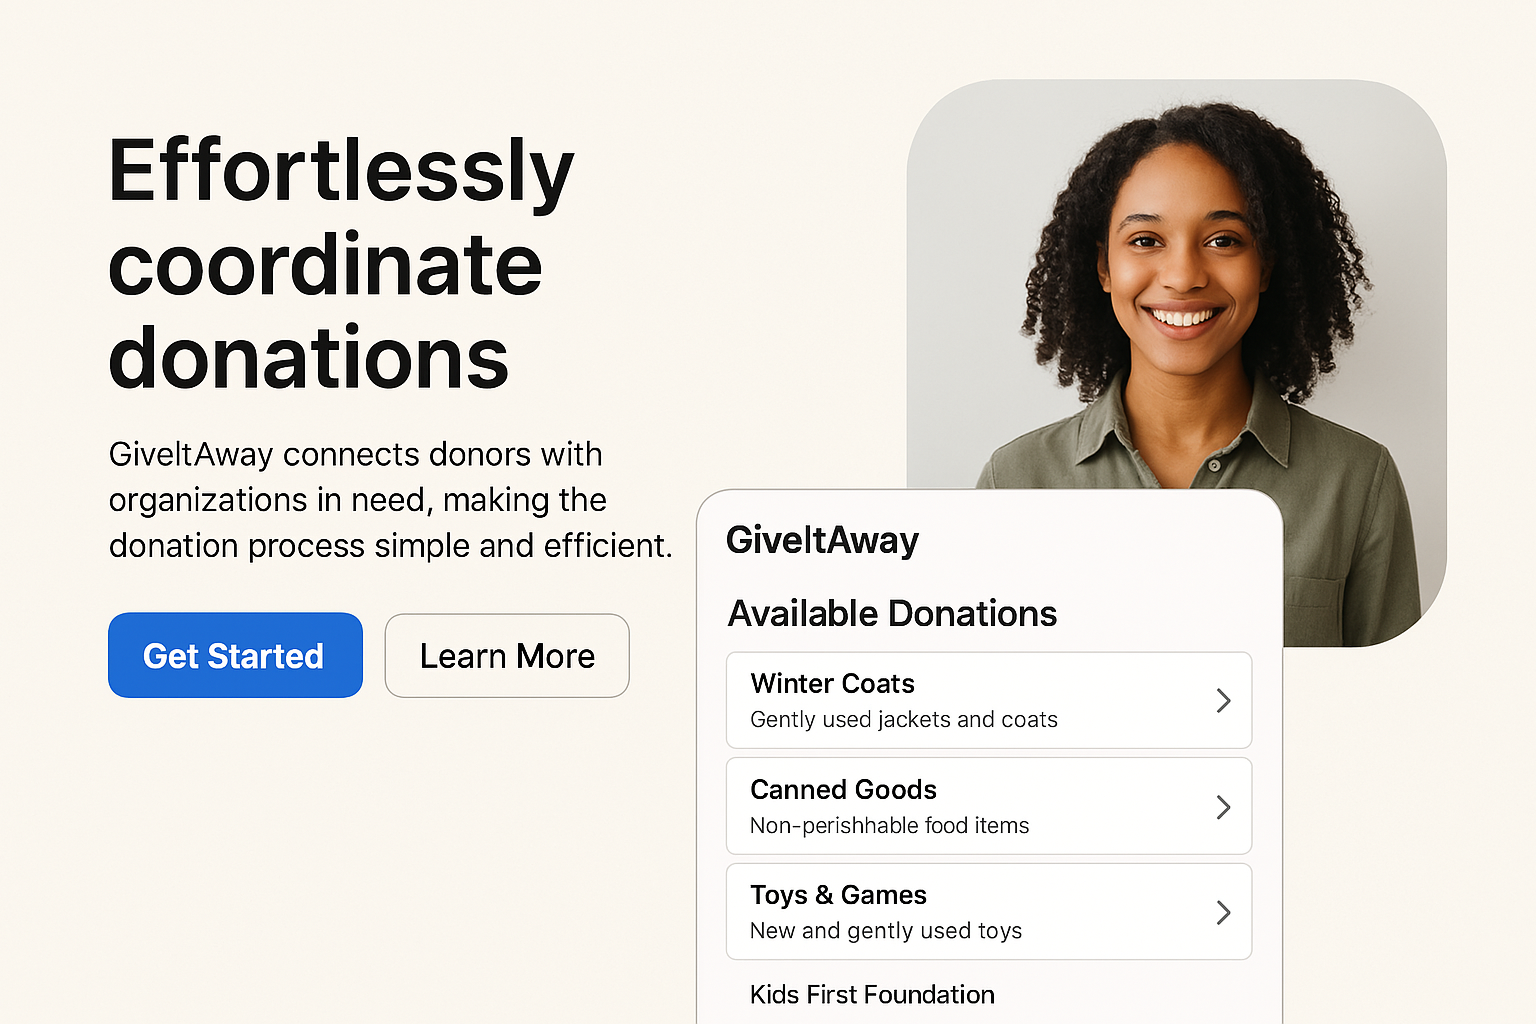 Effortlessly
coordinate
donations
GiveItAway connects donors with
organizations in need, making the
donation process simple and efficient.
Get Started
Learn More
GiveItAway
Available Donations
Winter Coats
Gently used jackets and coats
Canned Goods
Non-perishhable food items
Toys & Games
New and gently used toys
Kids First Foundation